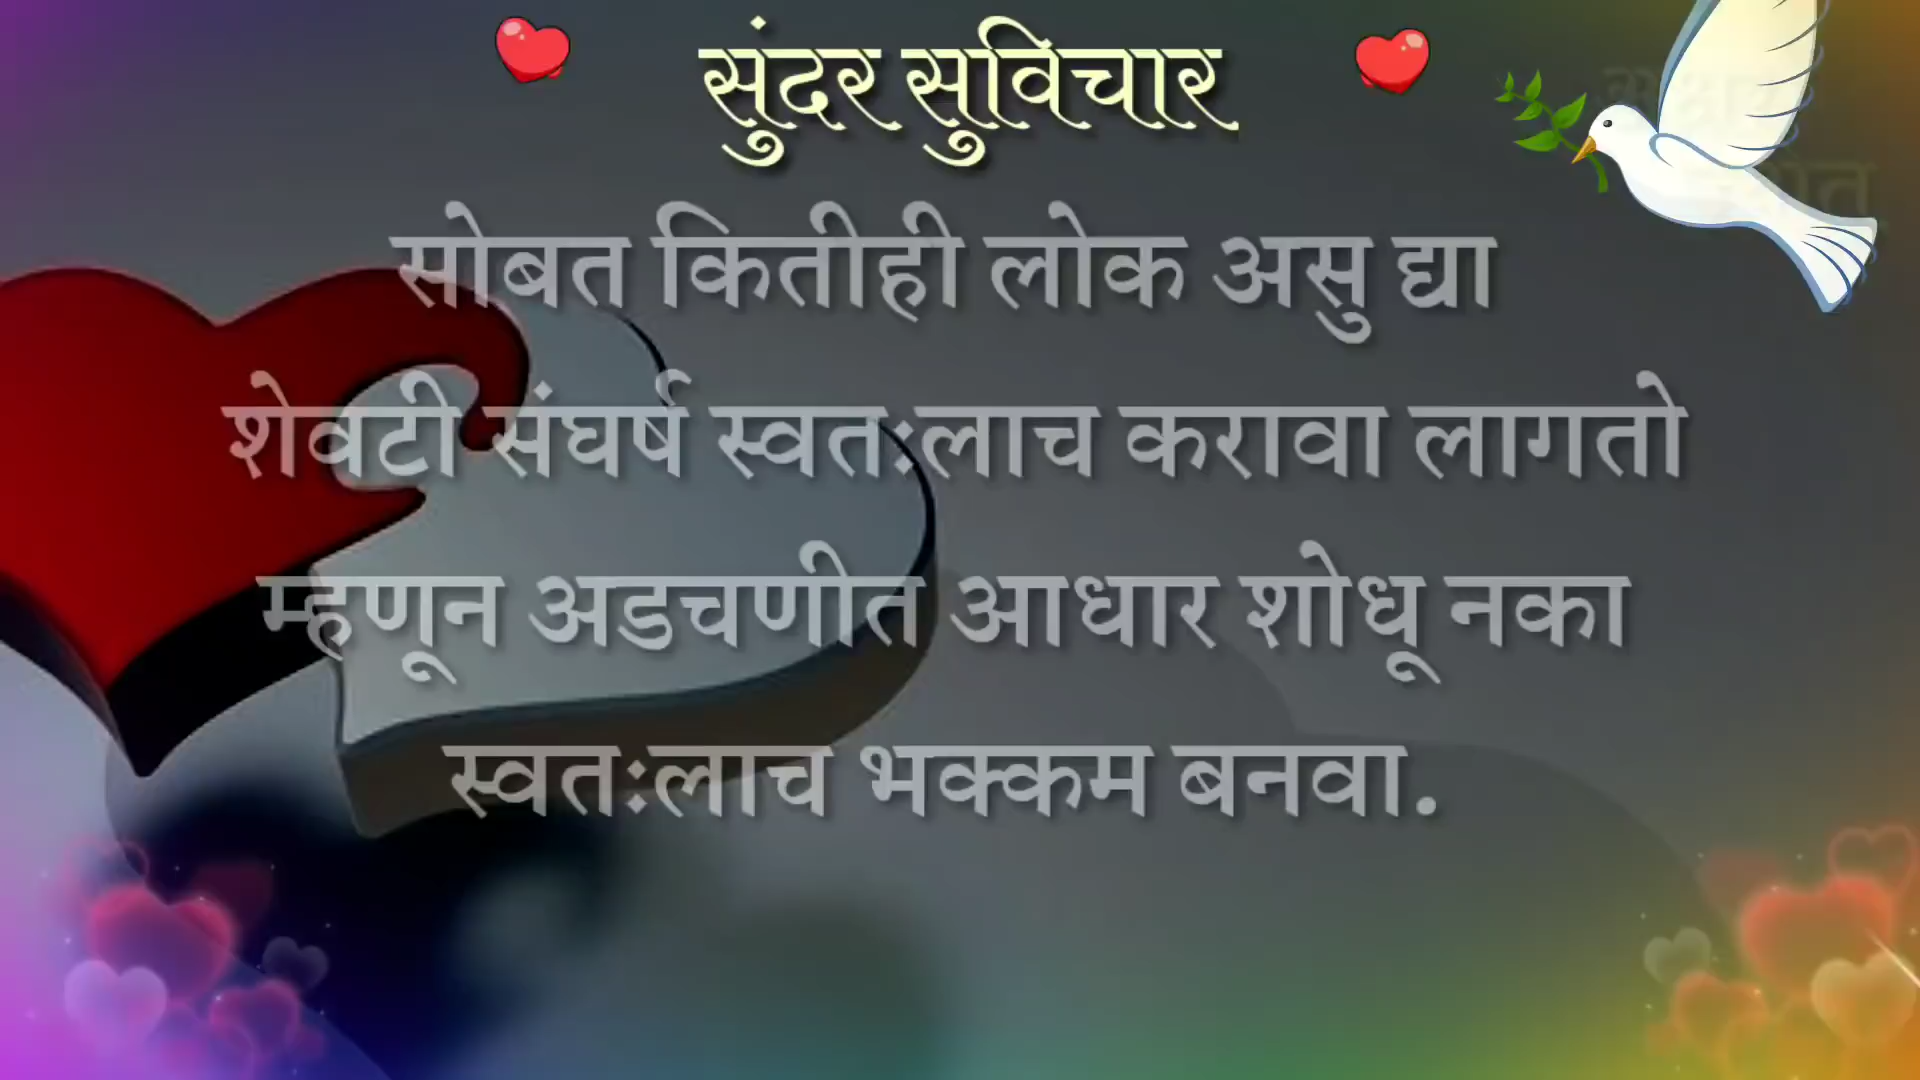 सुंदर सुविचार
सोबत कितीही लोक असु द्या
शेवटी संघर्ष स्वतःलाच करावा लागतो
म्हणून अडचणीत आधार शोधू नका
स्वतःलाच भक्कम बनवा.